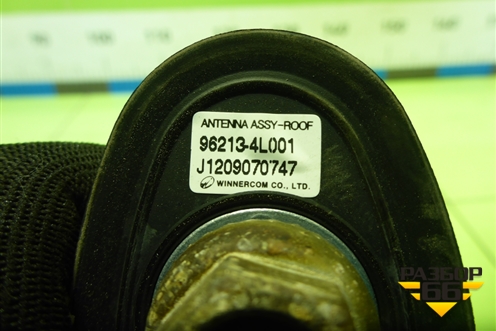 ANTENNA ASSY-ROOF
96213-4L001
J1209070747
WINNERCOM CO., LTD.
РАЗБОР
66